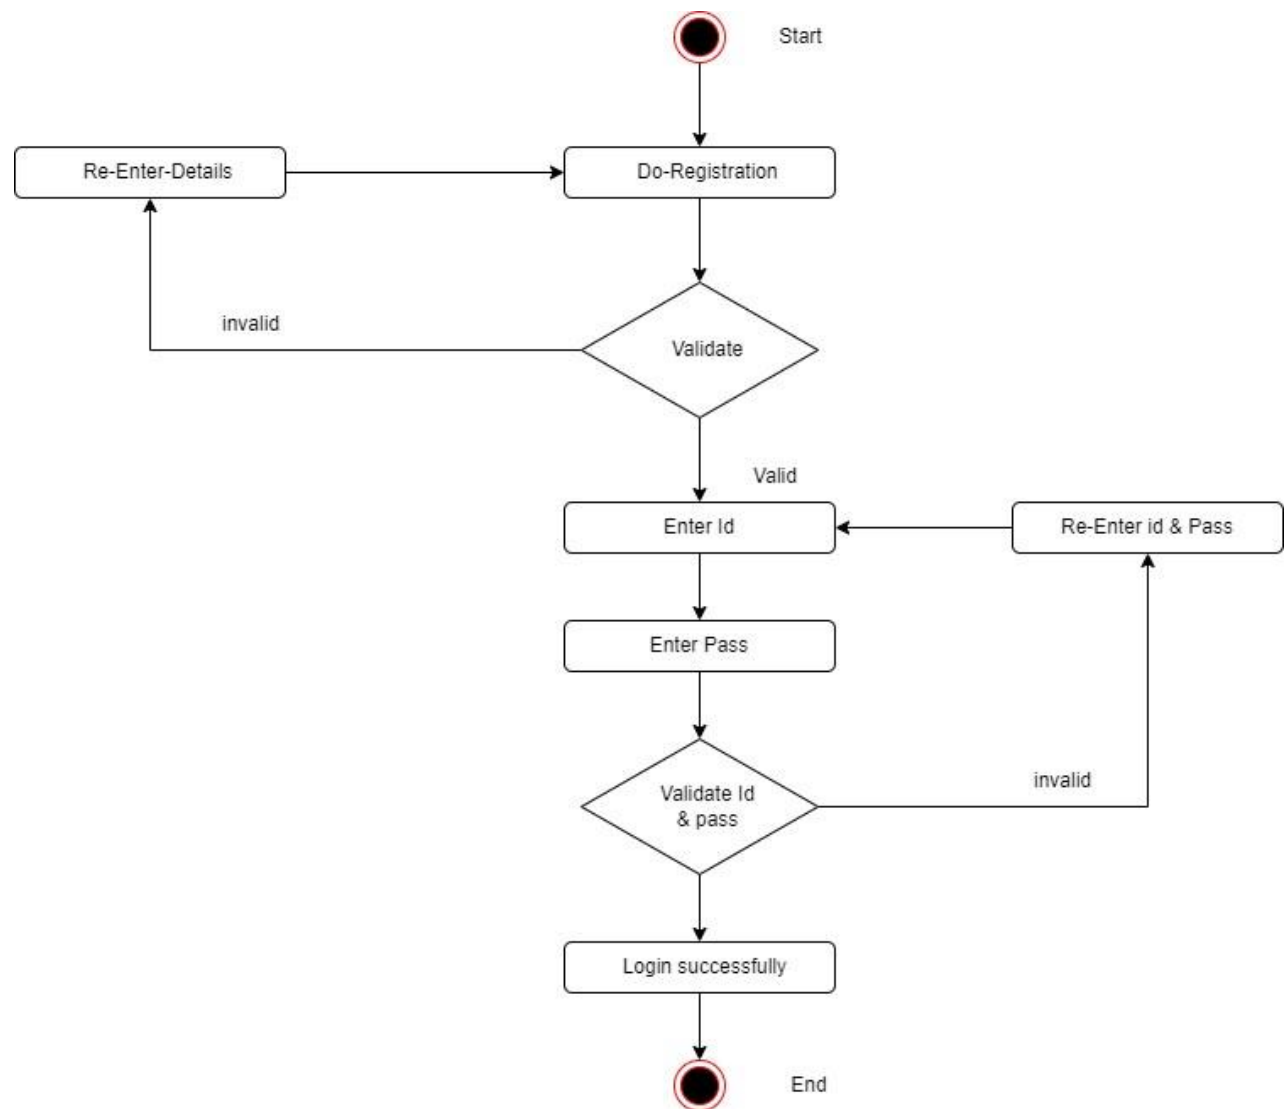 Start
Re-Enter-Details
Do-Registration
invalid
Validate
Valid
Enter Id
Re-Enter id & Pass
Enter Pass
invalid
Validate Id
& pass
Login successfully
End